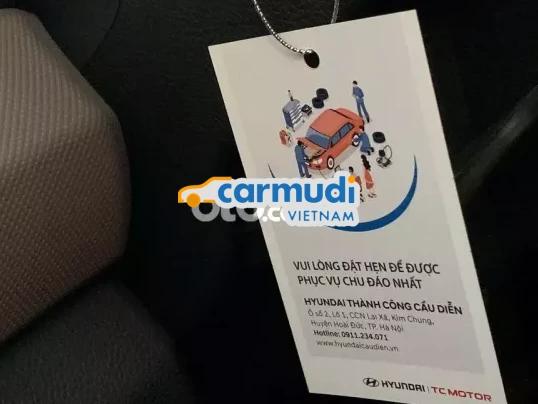 carmudi
VIETNAM
VUI LÒNG ĐẶT HẸN ĐỂ ĐƯỢC
PHỤC VỤ CHU ĐÁO NHẤT
HYUNDAI THÀNH CÔNG CẦU DIỄN
Ô số 2, Lô 1, CCN Lai Xá, Kim Chung,
Huyện Hoài Đức, TP. Hà Nội
Hotline: 0911.234.071
www.hyundaicaudien.vn
HYUNDAI | TC MOTOR